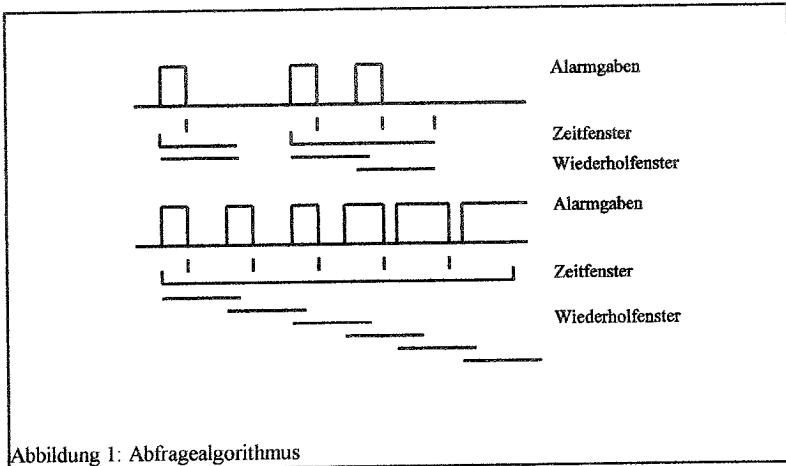 Alarmgaben
Zeitfenster
Wiederholfenster
Alarmgaben
Zeitfenster
Wiederholfenster
Abbildung 1: Abfragealgorithmus